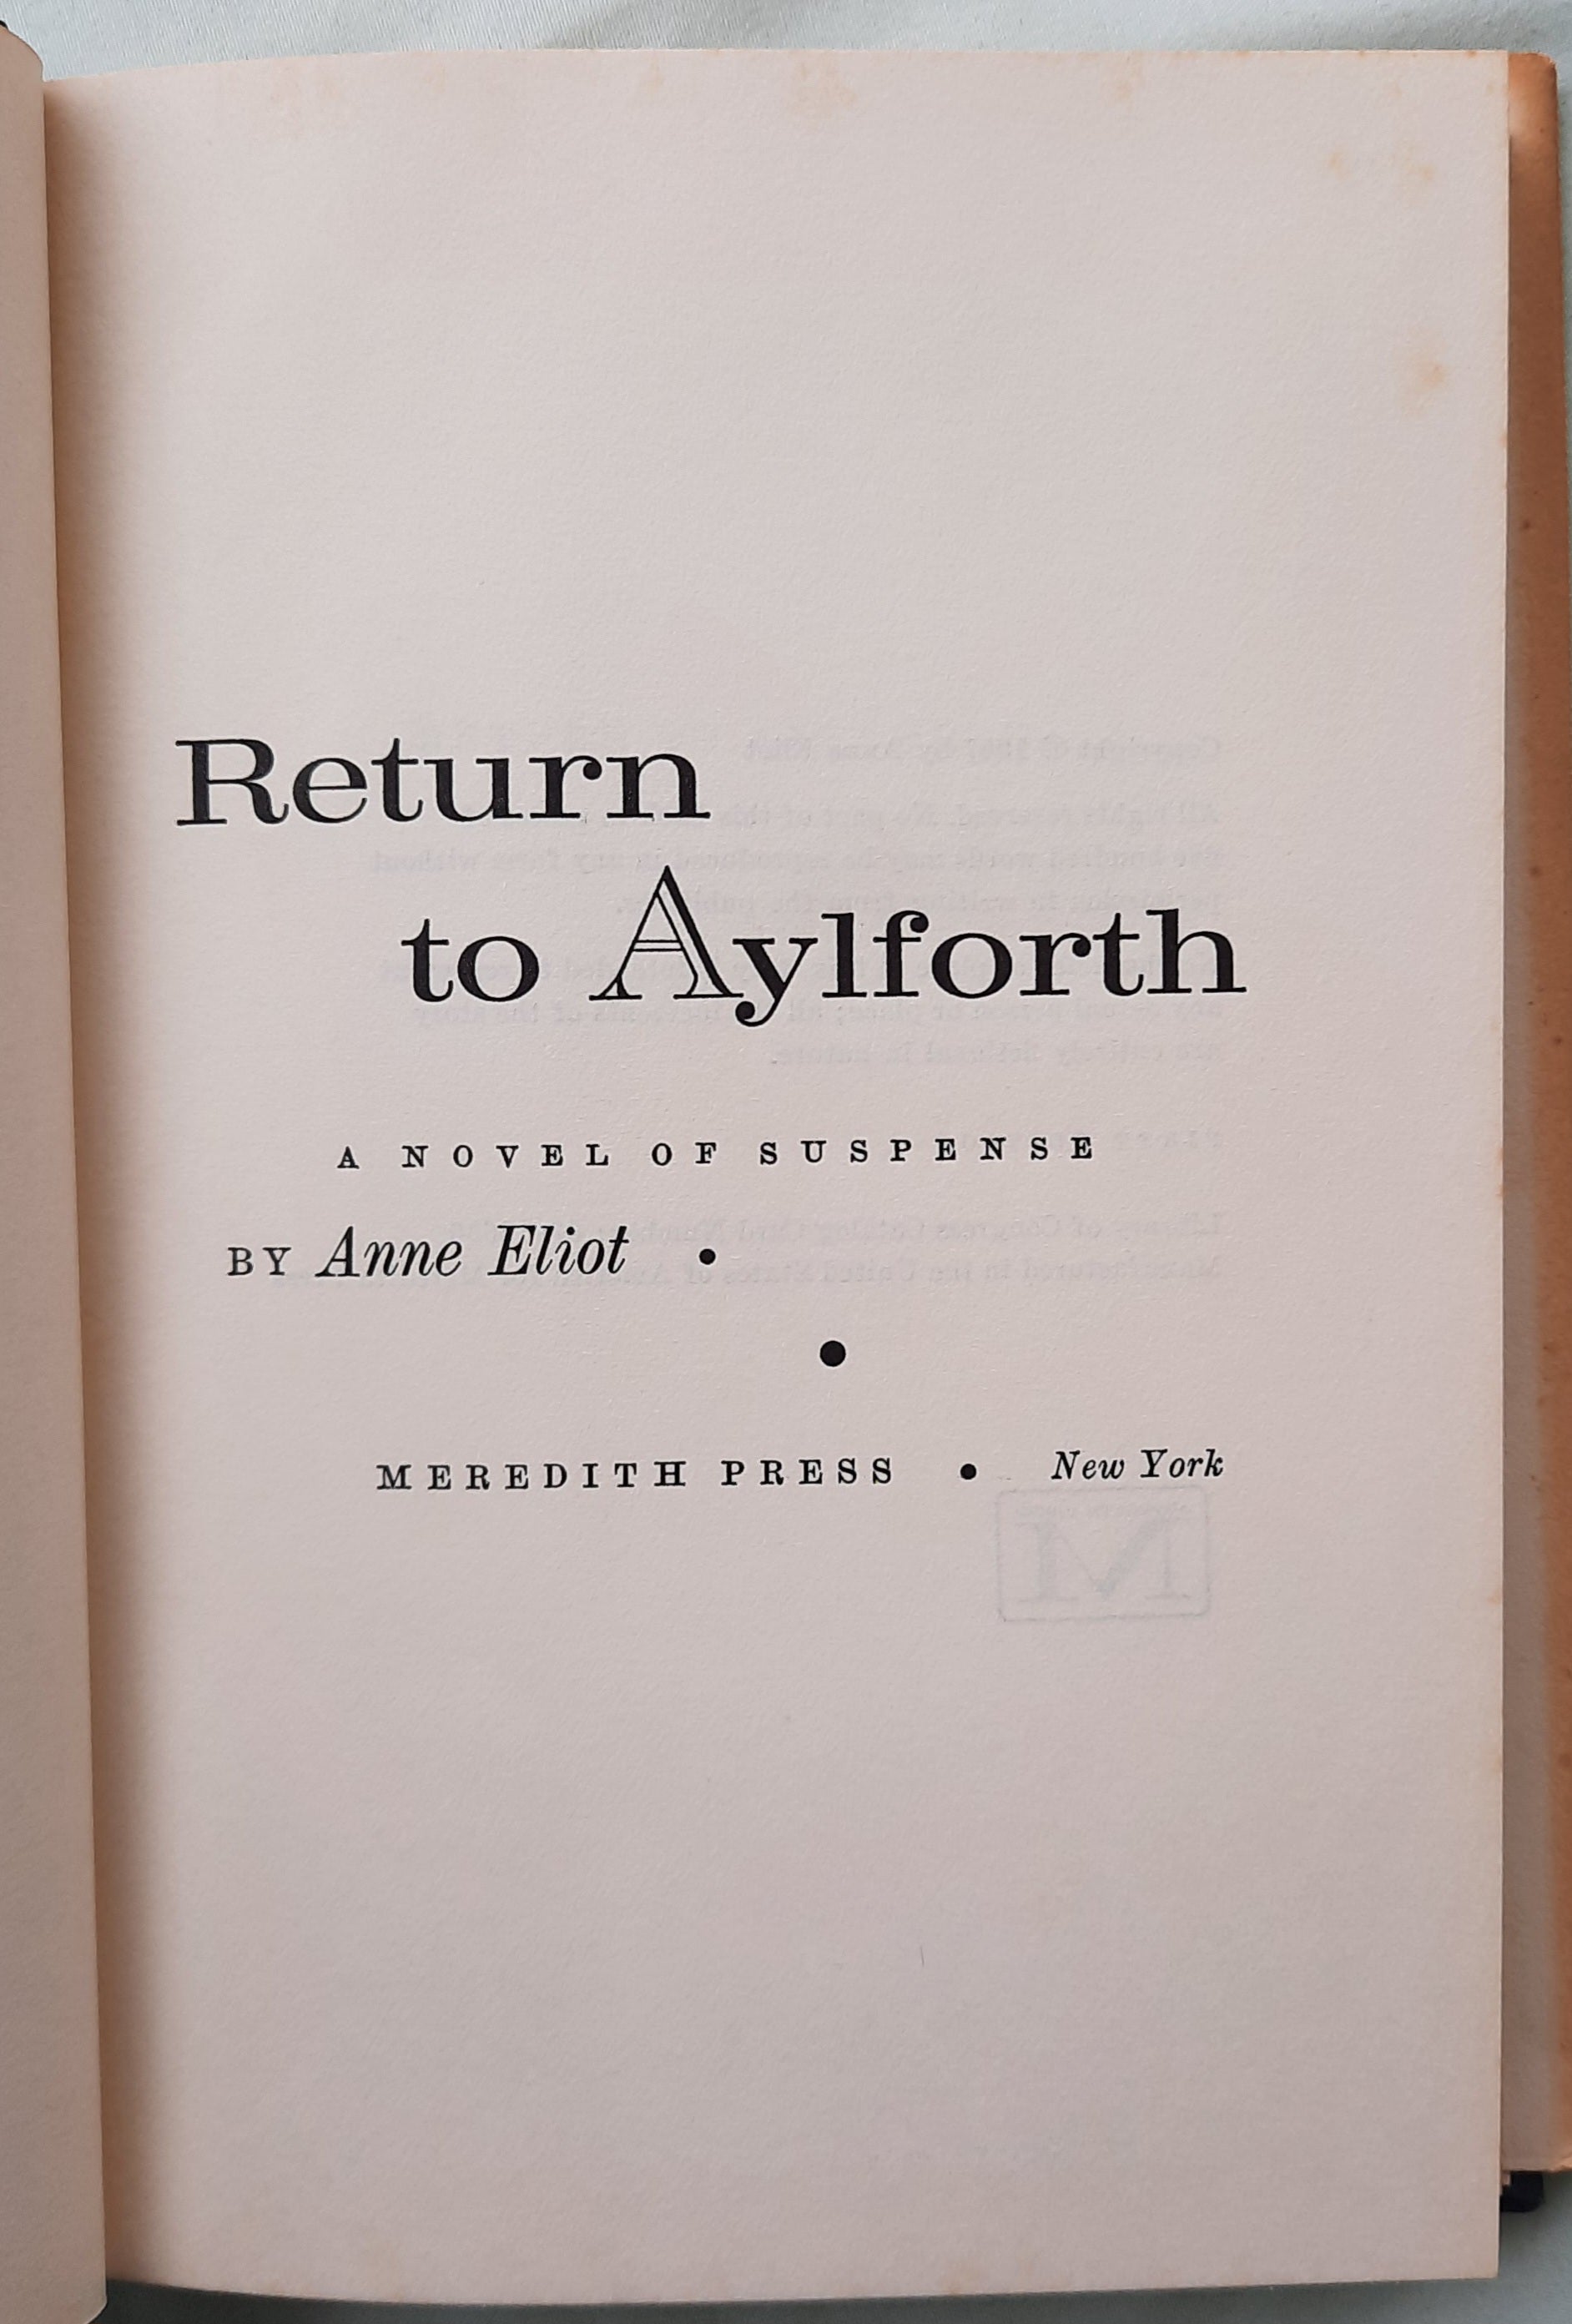 Return
to Aylforth
A NOVEL OF SUSPENSE
BY Anne Eliot •
•
MEREDITH PRESS • New York